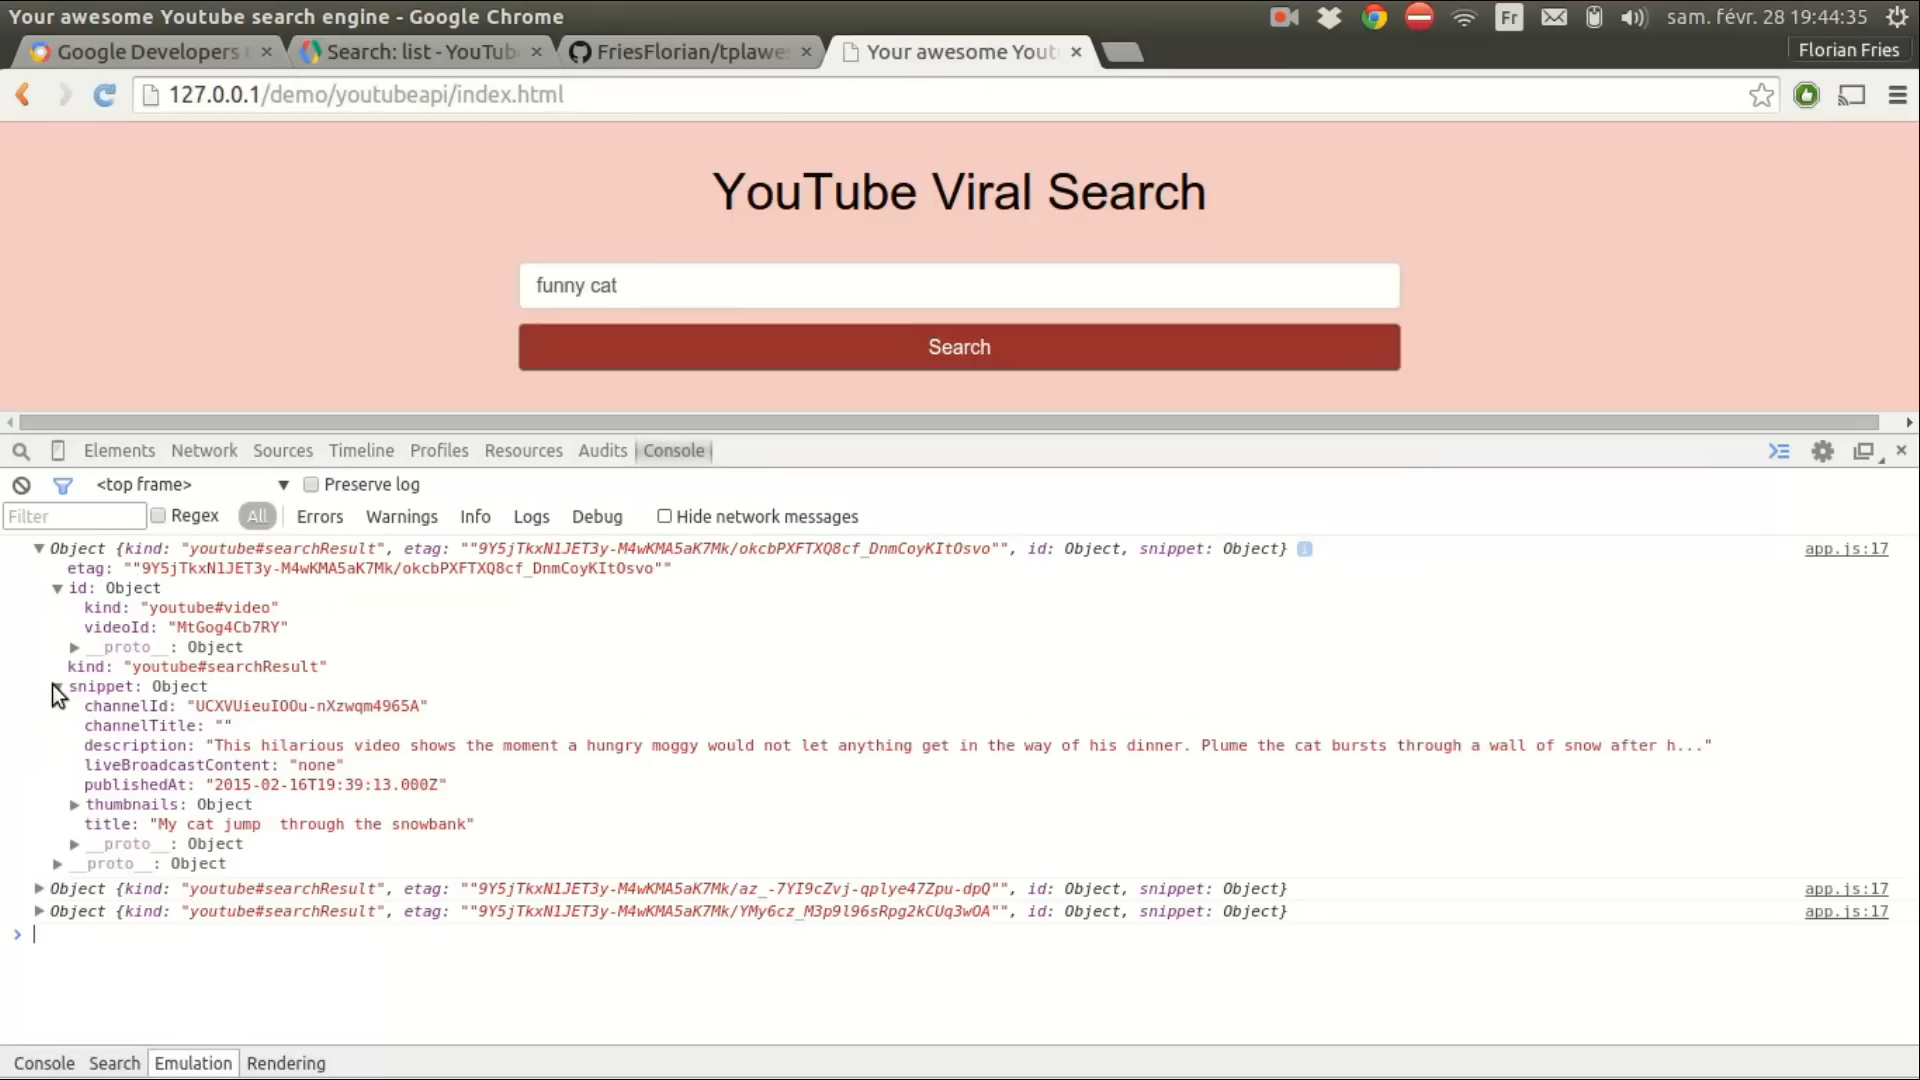 Your awesome Youtube search engine - Google Chrome
Fr
sam. févr. 28 19:44:35
Google Developers
Search: list - YouTub
FriesFlorian/tplawe
Your awesome Yout
Florian Fries
127.0.0.1/demo/youtubeapi/index.html
YouTube Viral Search
funny cat
Search
Elements Network Sources Timeline Profiles Resources Audits Console
<top frame> Preserve log
Filter Regex All Errors Warnings Info Logs Debug Hide network messages
Object {kind: "youtube#searchResult", etag: ""9Y5jTkxN1JET3y-M4wKMA5aK7Mk/okcbPXFTXQ8cf_DnmCoyKItOsvo"", id: Object, snippet: Object} app.js:17
etag: ""9Y5jTkxN1JET3y-M4wKMA5aK7Mk/okcbPXFTXQ8cf_DnmCoyKItOsvo""
id: Object
kind: "youtube#video"
videoId: "MtGog4Cb7RY"
__proto__: Object
kind: "youtube#searchResult"
snippet: Object
channelId: "UCXVUieuIOOu-nXzwqm4965A"
channelTitle: ""
description: "This hilarious video shows the moment a hungry moggy would not let anything get in the way of his dinner. Plume the cat bursts through a wall of snow after h..."
liveBroadcastContent: "none"
publishedAt: "2015-02-16T19:39:13.000Z"
thumbnails: Object
title: "My cat jump  through the snowbank"
__proto__: Object
__proto__: Object
Object {kind: "youtube#searchResult", etag: ""9Y5jTkxN1JET3y-M4wKMA5aK7Mk/az_-7YI9cZvj-qplye47Zpu-dpQ"", id: Object, snippet: Object} app.js:17
Object {kind: "youtube#searchResult", etag: ""9Y5jTkxN1JET3y-M4wKMA5aK7Mk/YMy6cz_M3p9l96sRpg2kCUq3wOA"", id: Object, snippet: Object} app.js:17
Console Search Emulation Rendering